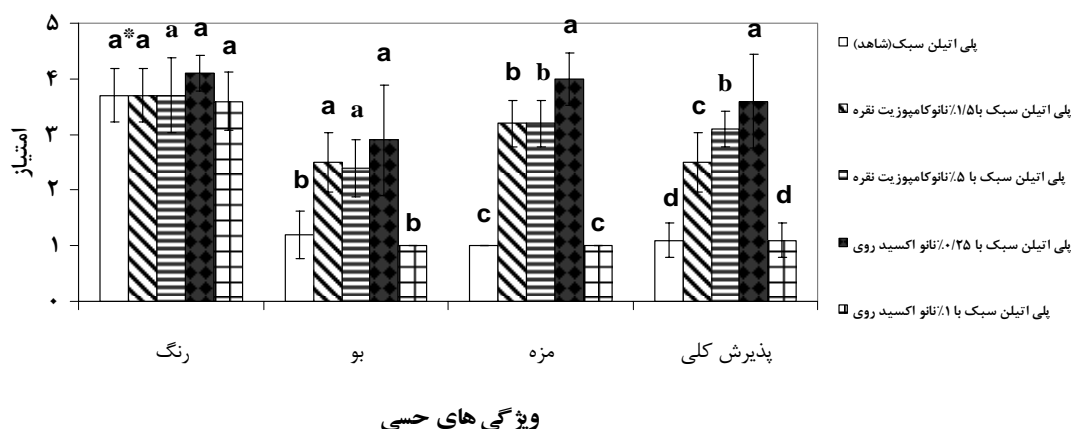 ۵
۴
۳
۲
۱
۰
امتیاز
a*a a a a
b a a a b
c b b a c
d c b a d
رنگ
بو
مزه
پذیرش کلی
ویژگی های حسی
پلی اتیلن سبک(شاهد)
پلی اتیلن سبک با۱/۵٪نانوکامپوزیت نقره
پلی اتیلن سبک با ۵٪نانوکامپوزیت نقره
پلی اتیلن سبک با ۰/۲۵٪نانو اکسید روی
پلی اتیلن سبک با ۱٪نانو اکسید روی